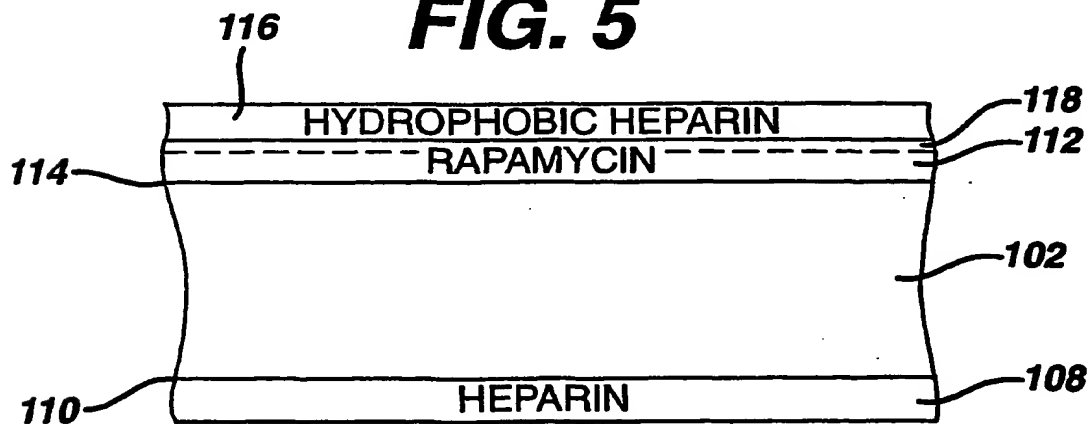 FIG. 5
116
HYDROPHOBIC HEPARIN
118
RAPAMYCIN
112
114
102
HEPARIN
108
110